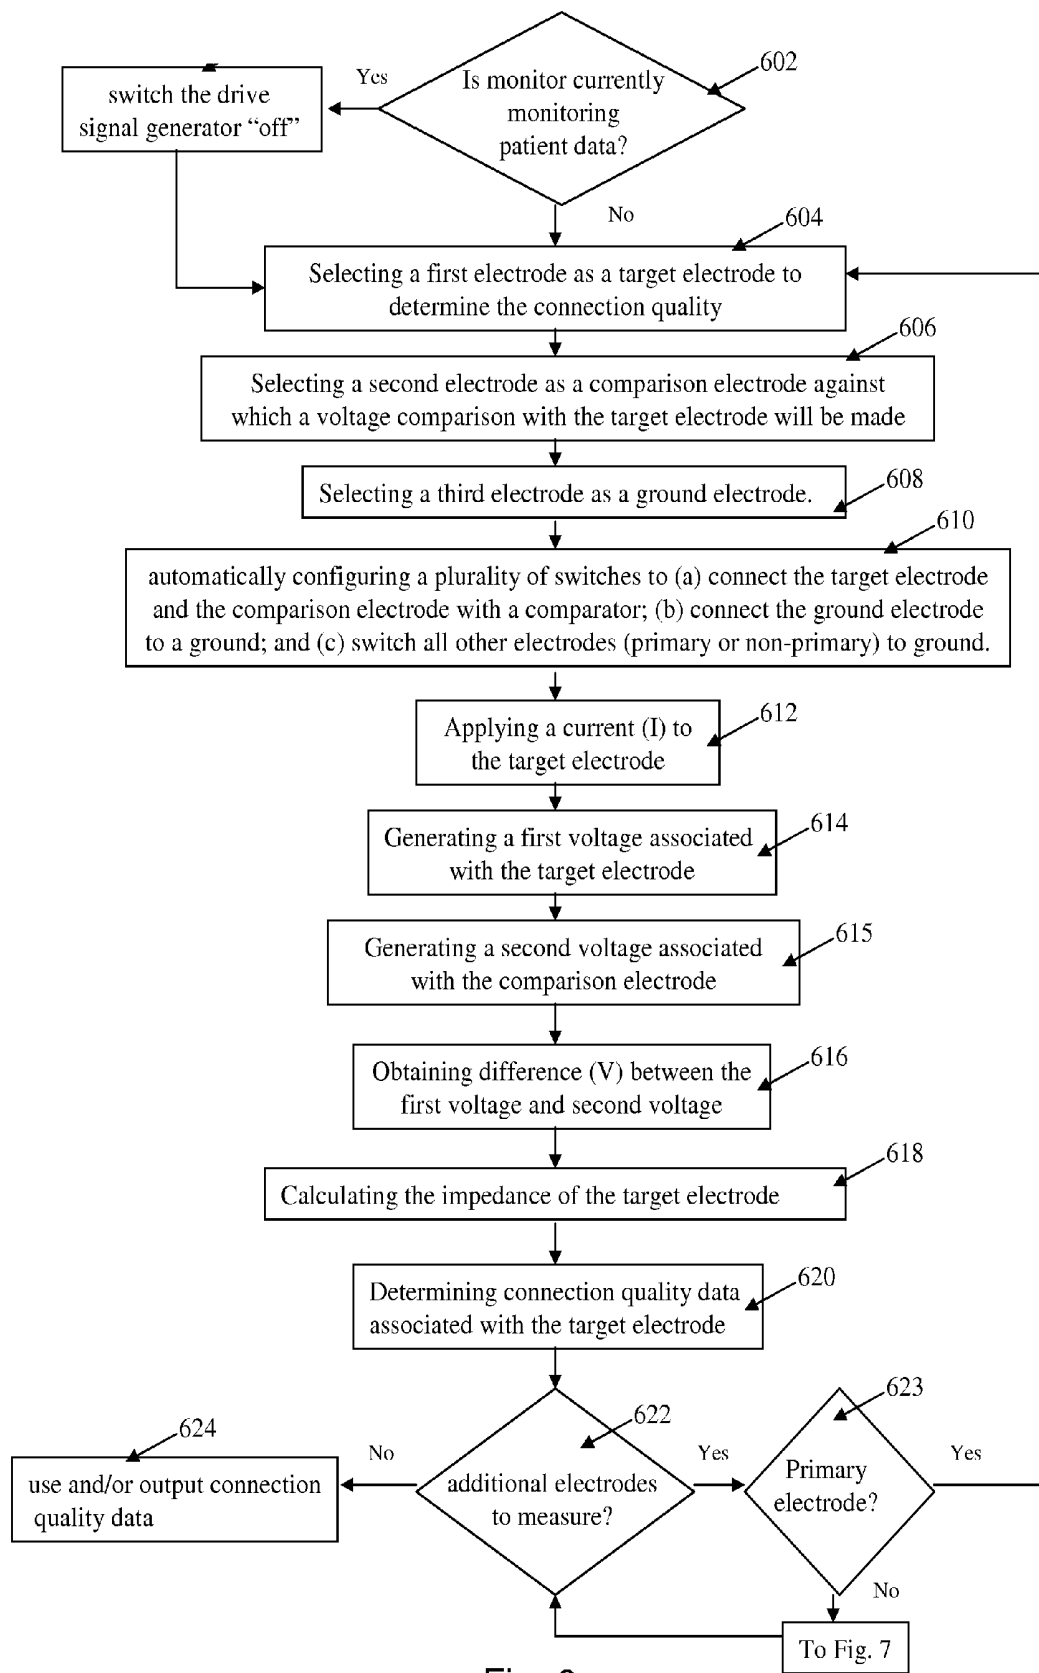 602
Yes
Is monitor currently
monitoring
patient data?
switch the drive
signal generator “off”
No
604
Selecting a first electrode as a target electrode to
determine the connection quality
606
Selecting a second electrode as a comparison electrode against
which a voltage comparison with the target electrode will be made
608
Selecting a third electrode as a ground electrode.
610
automatically configuring a plurality of switches to (a) connect the target electrode
and the comparison electrode with a comparator; (b) connect the ground electrode
to a ground; and (c) switch all other electrodes (primary or non-primary) to ground.
612
Applying a current (I) to
the target electrode
614
Generating a first voltage associated
with the target electrode
615
Generating a second voltage associated
with the comparison electrode
616
Obtaining difference (V) between the
first voltage and second voltage
618
Calculating the impedance of the target electrode
620
Determining connection quality data
associated with the target electrode
622
623
624
No
Yes
Yes
use and/or output connection
quality data
additional electrodes
to measure?
Primary
electrode?
No
To Fig. 7